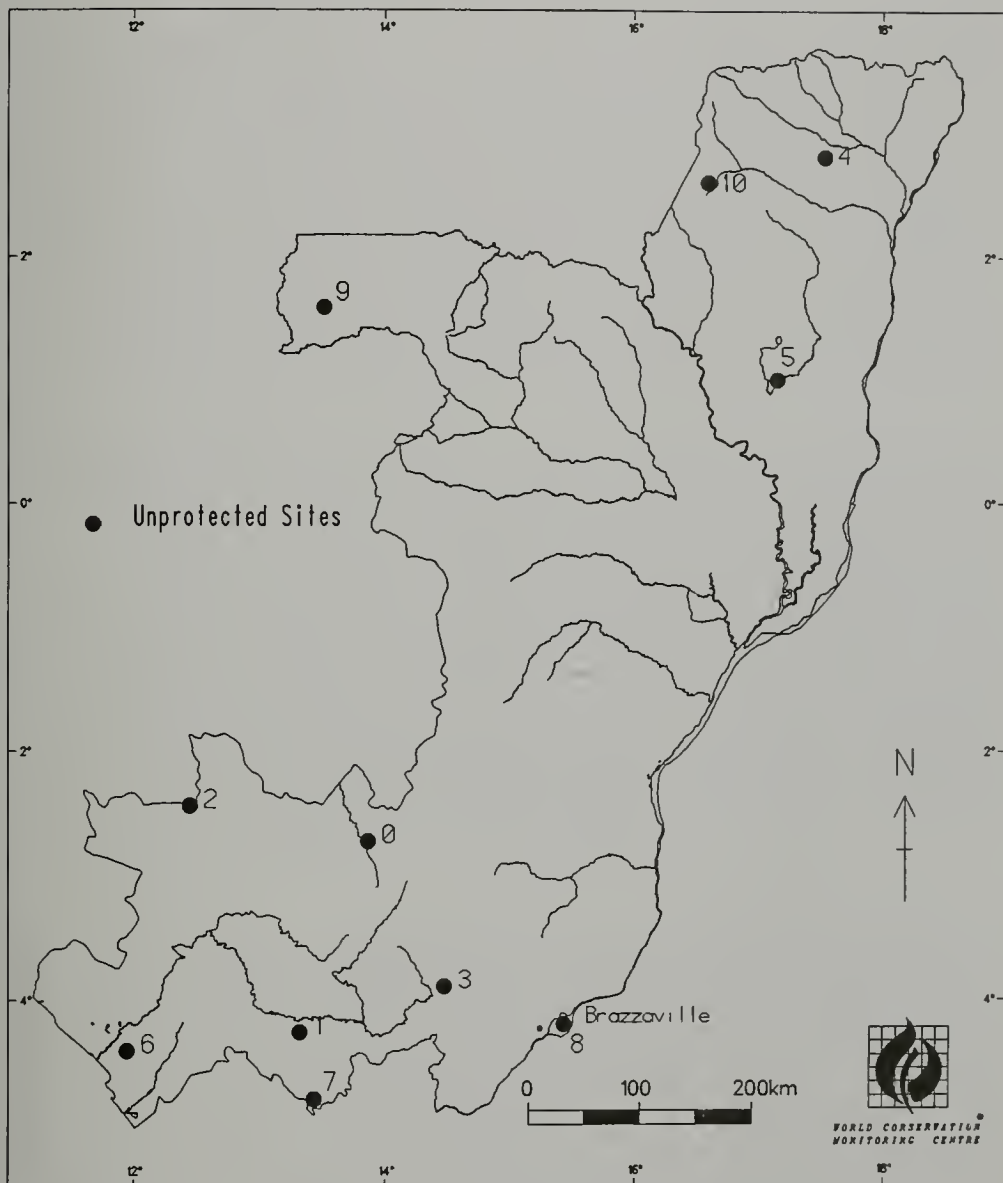 12° 14° 16° 18°
4
10
2° 2°
9
5
0° 0°
Unprotected Sites
2° 2°
N
2
0
3
4° 4°
Brazzaville
1
6
8
7
0 100 200km
WORLD CONSERVATION
MONITORING CENTRE
12° 14° 16° 18°